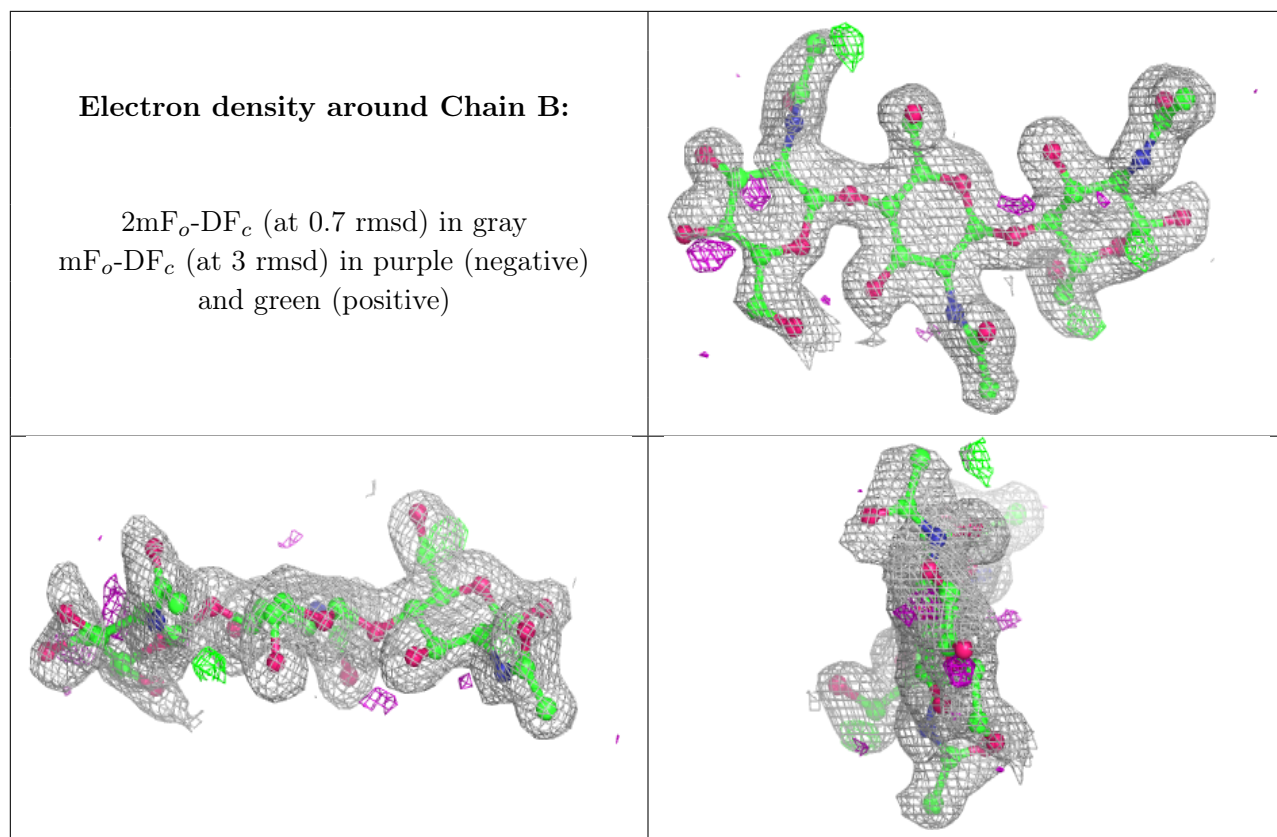 Electron density around Chain B:
2mFo-DFc (at 0.7 rmsd) in gray
mFo-DFc (at 3 rmsd) in purple (negative)
and green (positive)